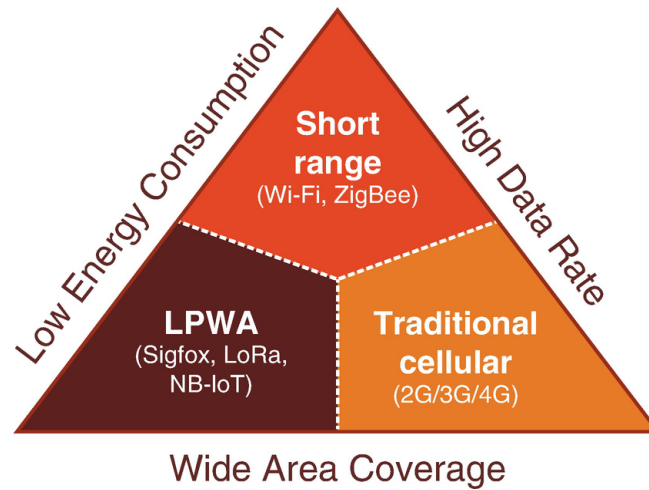 Low Energy Consumption
High Data Rate
Short
range
(Wi-Fi, ZigBee)
LPWA
(Sigfox, LoRa,
NB-IoT)
Traditional
cellular
(2G/3G/4G)
Wide Area Coverage